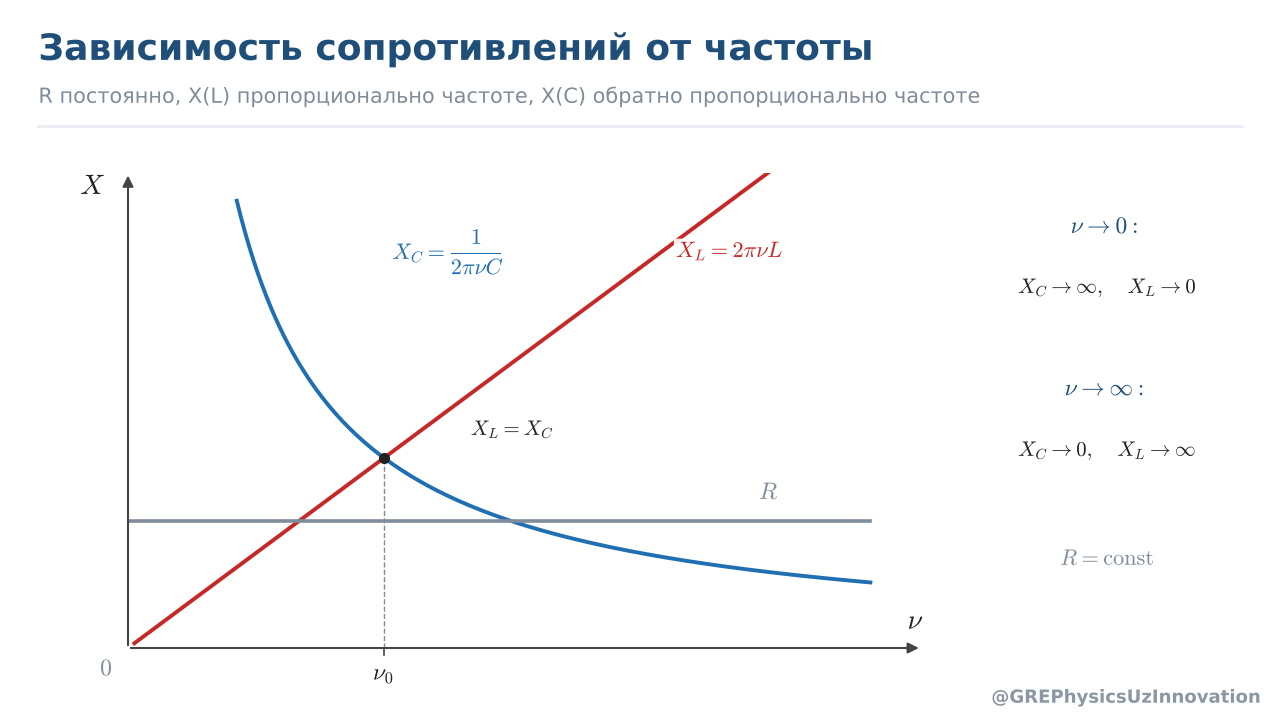 Зависимость сопротивлений от частоты
R постоянно, X(L) пропорционально частоте, X(C) обратно пропорционально частоте
X
X_C = 1/(2πνC)
X_L = 2πνL
X_L = X_C
R
ν
0
ν₀
ν → 0 :
X_C → ∞, X_L → 0
ν → ∞ :
X_C → 0, X_L → ∞
R = const
@GREPhysicsUzInnovation